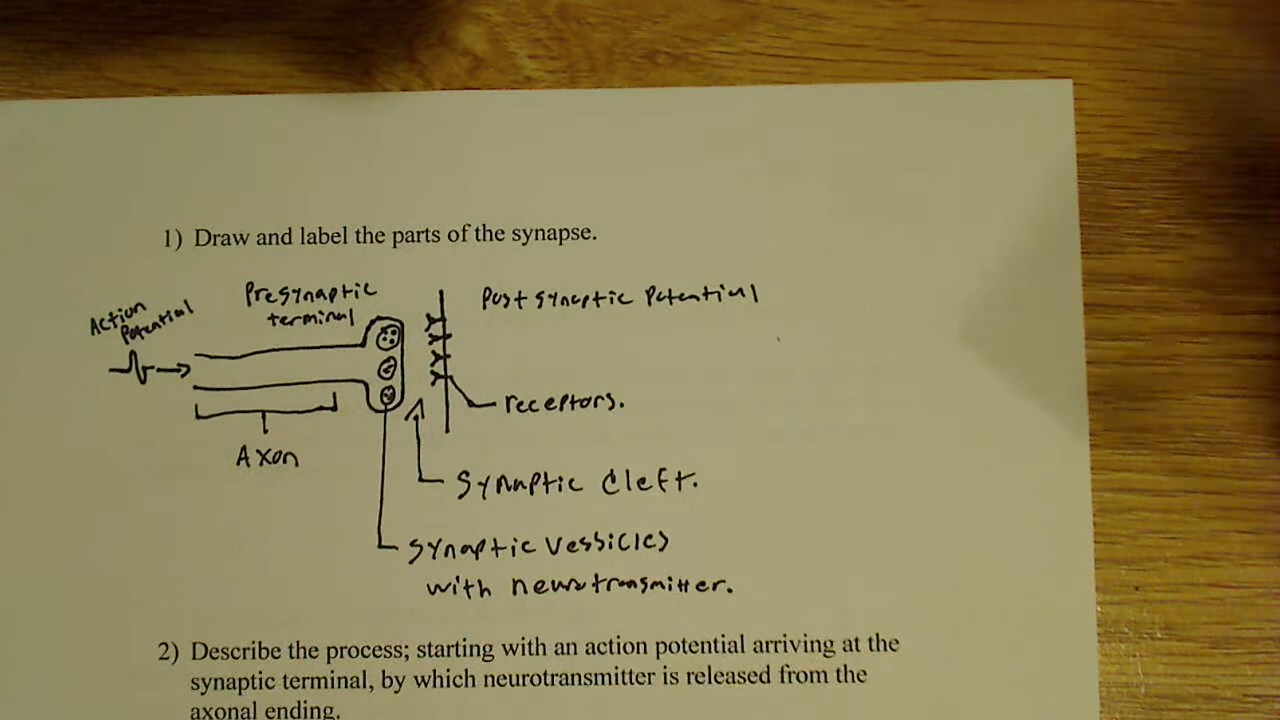 1) Draw and label the parts of the synapse.
Action
Potential
Presynaptic
terminal
Post synaptic Potential
receptors.
Axon
Synaptic Cleft.
Synaptic Vessicles
with neurotransmitter.
2) Describe the process; starting with an action potential arriving at the
synaptic terminal, by which neurotransmitter is released from the
axonal ending.